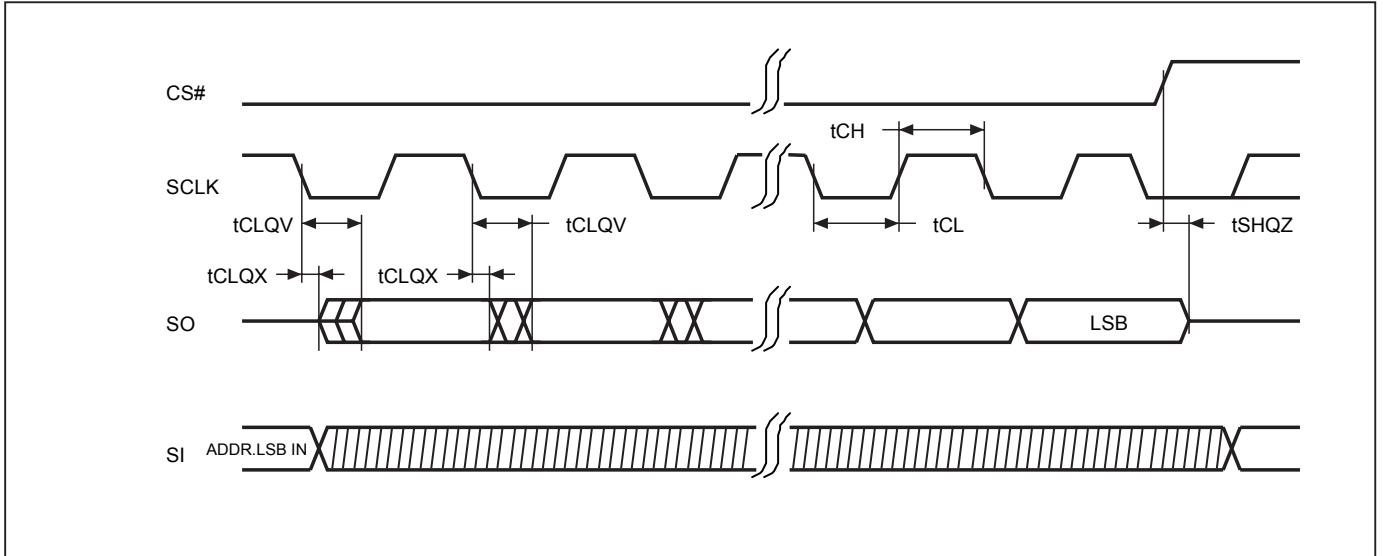 CS#
tCH
SCLK
tCLQV
tCLQV
tCL
tSHQZ
tCLQX
tCLQX
SO
LSB
SI
ADDR.LSB IN